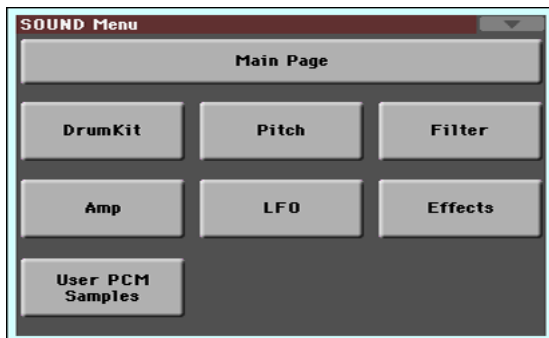 SOUND Menu
Main Page
DrumKit Pitch Filter
Amp LFO Effects
User PCM
Samples